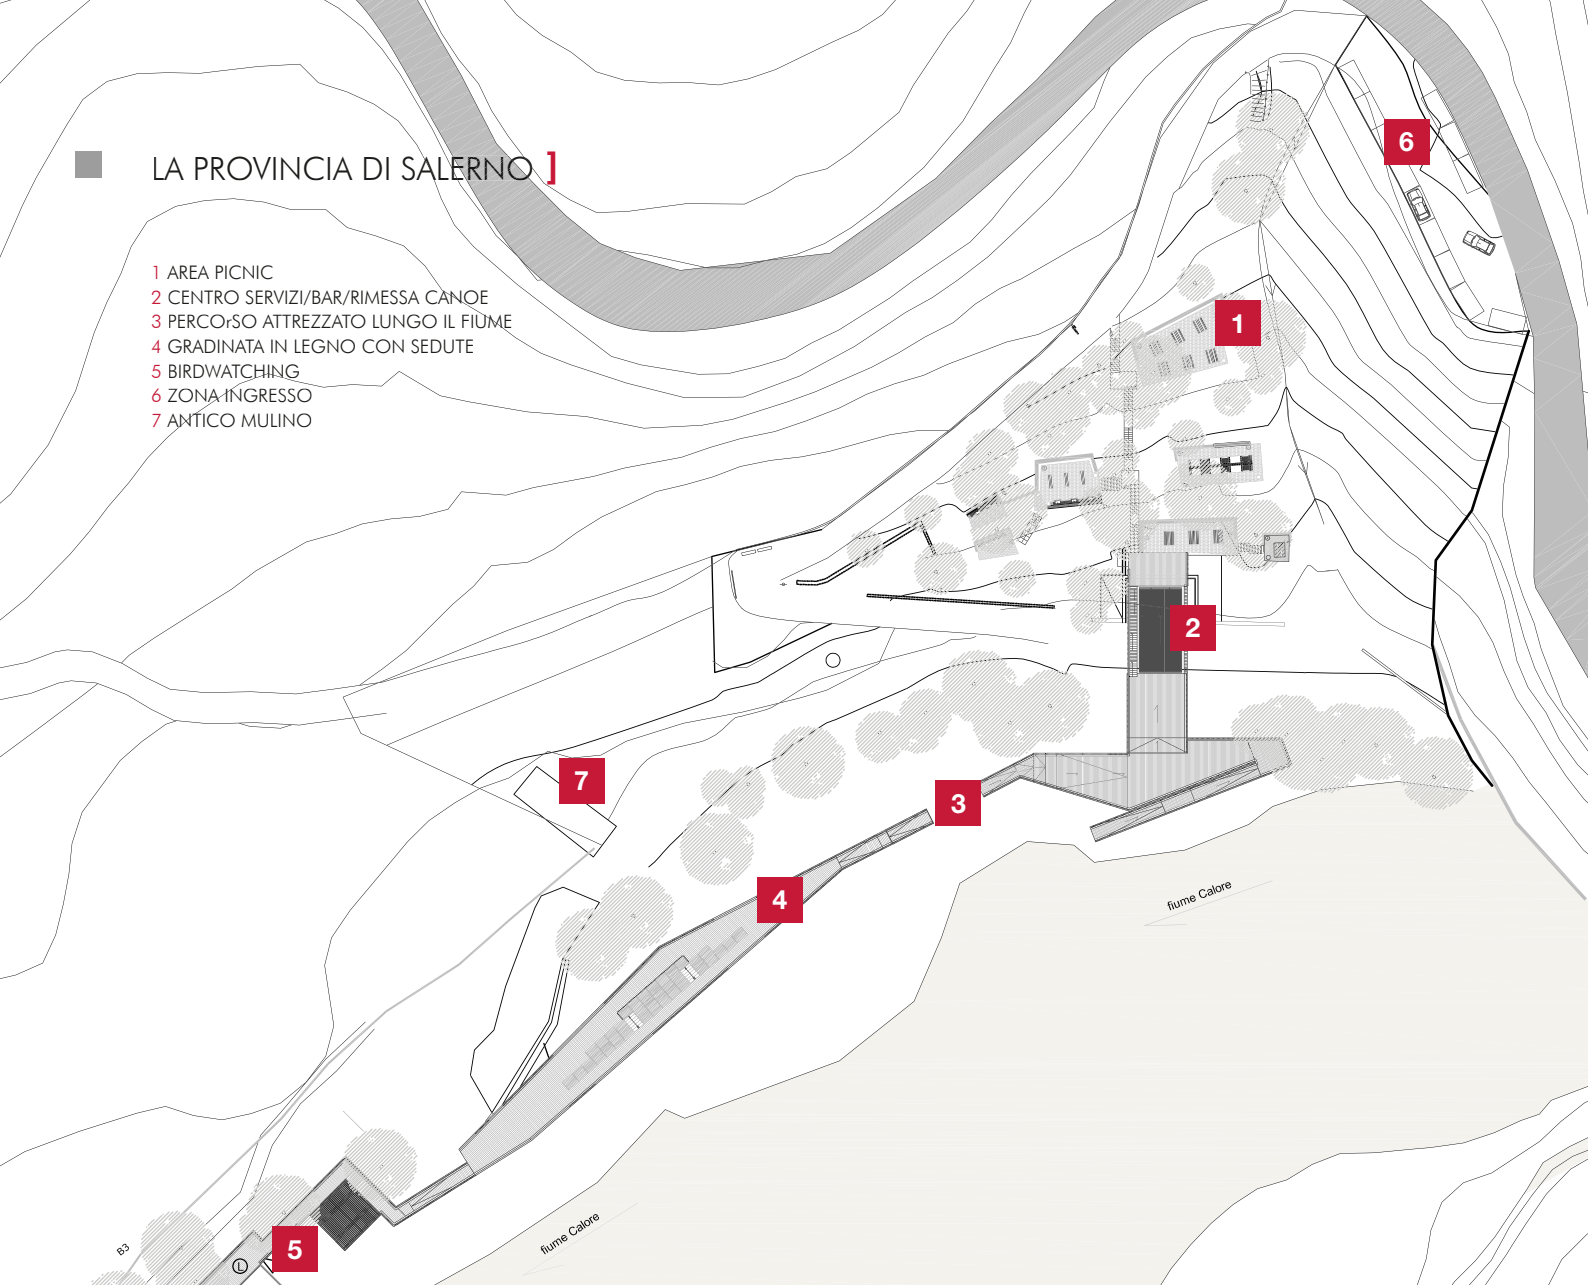 LA PROVINCIA DI SALERNO ]
1 AREA PICNIC
2 CENTRO SERVIZI/BAR/RIMESSA CANOE
3 PERCOrSO ATTREZZATO LUNGO IL FIUME
4 GRADINATA IN LEGNO CON SEDUTE
5 BIRDWATCHING
6 ZONA INGRESSO
7 ANTICO MULINO
6
1
2
7
3
4
fiume Calore
fiume Calore
B3
5
L